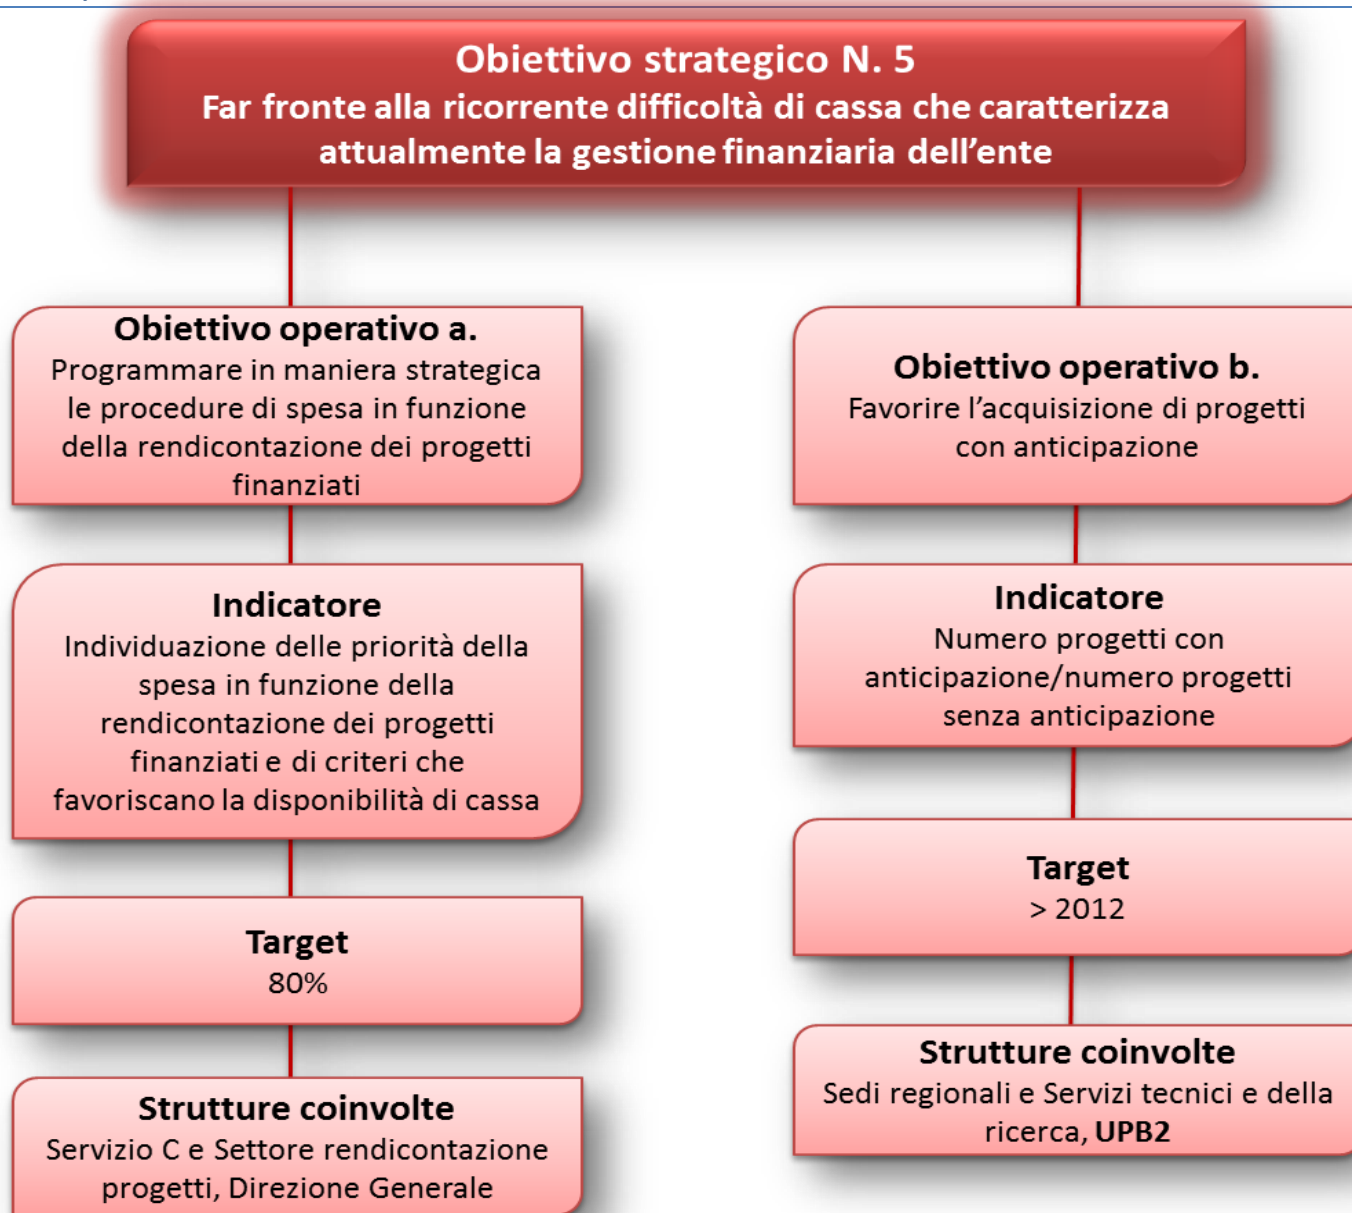 Obiettivo strategico N. 5
Far fronte alla ricorrente difficoltà di cassa che caratterizza
attualmente la gestione finanziaria dell'ente
Obiettivo operativo a.
Programmare in maniera strategica
le procedure di spesa in funzione
della rendicontazione dei progetti
finanziati
Indicatore
Individuazione delle priorità della
spesa in funzione della
rendicontazione dei progetti
finanziati e di criteri che
favoriscano la disponibilità di cassa
Target
80%
Strutture coinvolte
Servizio C e Settore rendicontazione
progetti, Direzione Generale
Obiettivo operativo b.
Favorire l'acquisizione di progetti
con anticipazione
Indicatore
Numero progetti con
anticipazione/numero progetti
senza anticipazione
Target
> 2012
Strutture coinvolte
Sedi regionali e Servizi tecnici e della
ricerca, UPB2